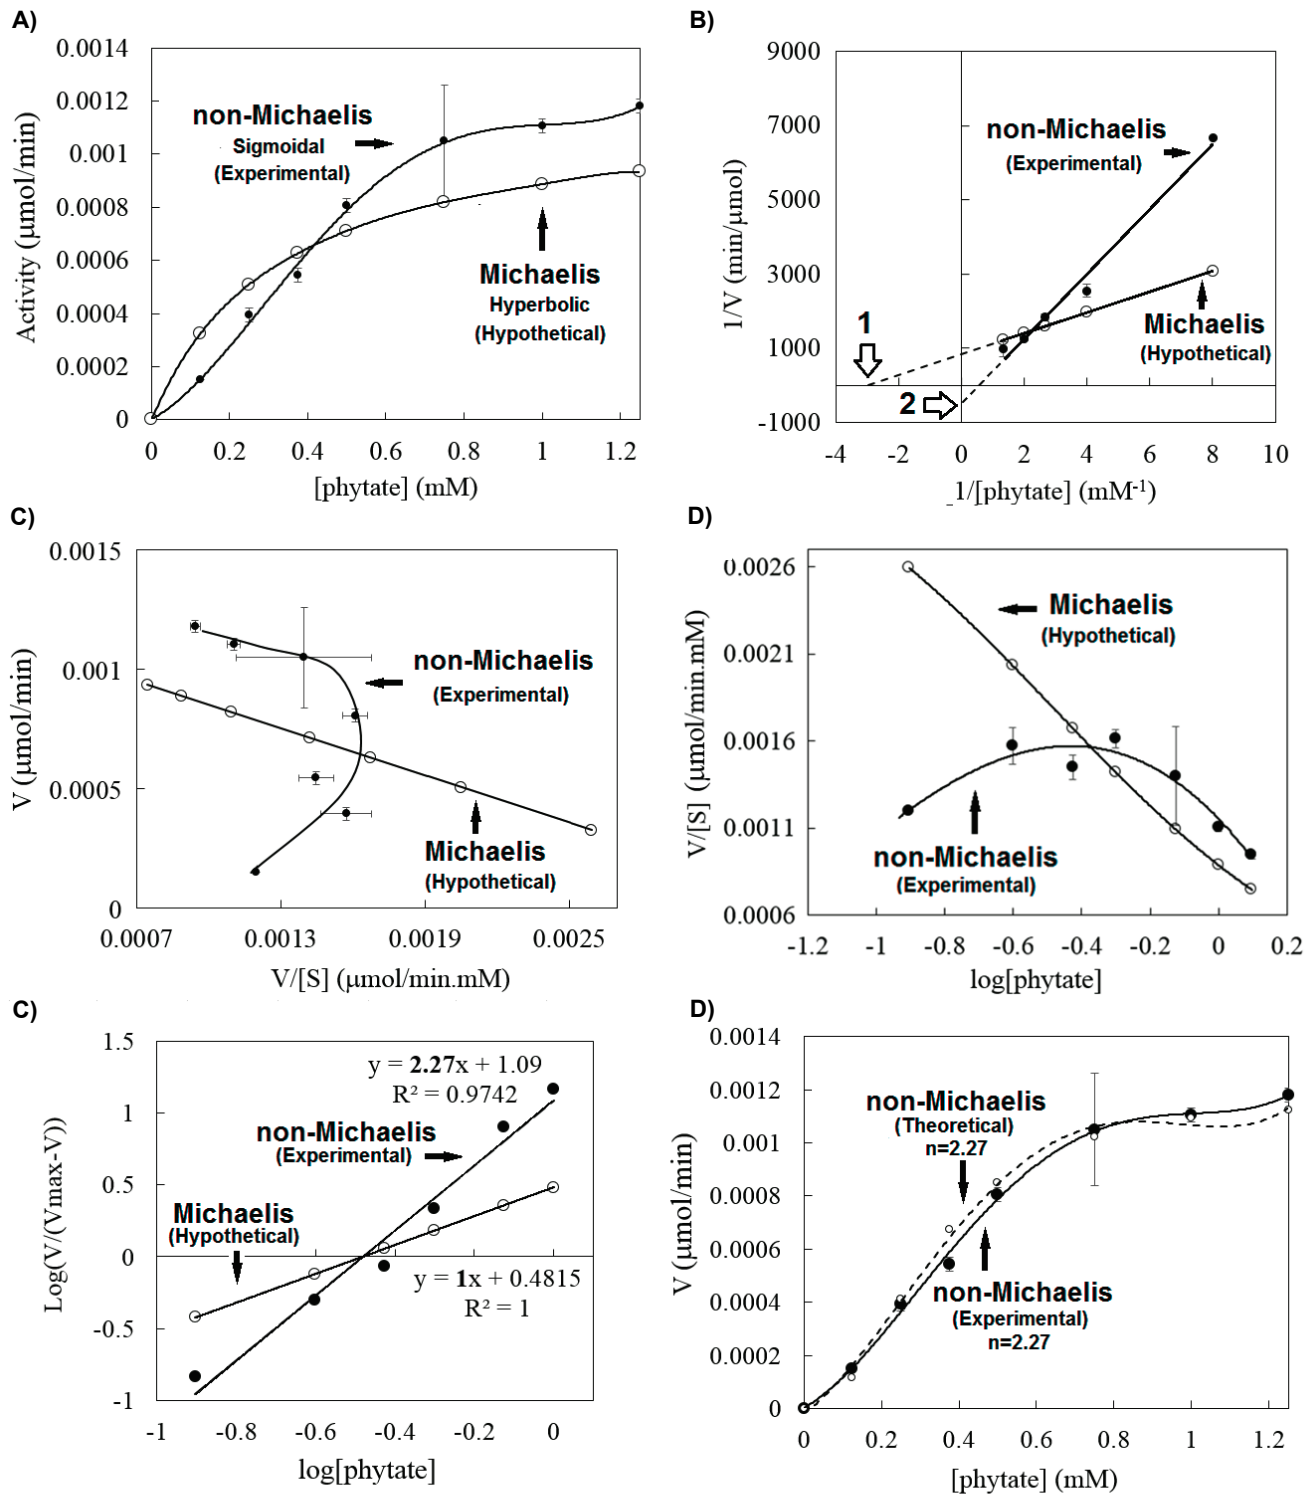 A)
0.0014
0.0012
0.001
0.0008
0.0006
0.0004
0.0002
0
Activity (µmol/min)
non-Michaelis
Sigmoidal
(Experimental)
Michaelis
Hyperbolic
(Hypothetical)
0 0.2 0.4 0.6 0.8 1 1.2
[phytate] (mM)
B)
9000
7000
5000
3000
1000
-1000
1/V (min/µmol)
non-Michaelis
(Experimental)
Michaelis
(Hypothetical)
1
2
-4 -2 0 2 4 6 8 10
1/[phytate] (mM-1)
C)
0.0015
0.001
0.0005
0
V (µmol/min)
non-Michaelis
(Experimental)
Michaelis
(Hypothetical)
0.0007 0.0013 0.0019 0.0025
V/[S] (µmol/min.mM)
D)
0.0026
0.0021
0.0016
0.0011
0.0006
V/[S] (µmol/min.mM)
Michaelis
(Hypothetical)
non-Michaelis
(Experimental)
-1.2 -1 -0.8 -0.6 -0.4 -0.2 0 0.2
log[phytate]
C)
1.5
1
0.5
0
-0.5
-1
Log(V/(Vmax-V))
y = 2.27x + 1.09
R² = 0.9742
non-Michaelis
(Experimental)
Michaelis
(Hypothetical)
y = 1x + 0.4815
R² = 1
-1 -0.8 -0.6 -0.4 -0.2 0
log[phytate]
D)
0.0014
0.0012
0.001
0.0008
0.0006
0.0004
0.0002
0
V (µmol/min)
non-Michaelis
(Theoretical)
n=2.27
non-Michaelis
(Experimental)
n=2.27
0 0.2 0.4 0.6 0.8 1 1.2
[phytate] (mM)